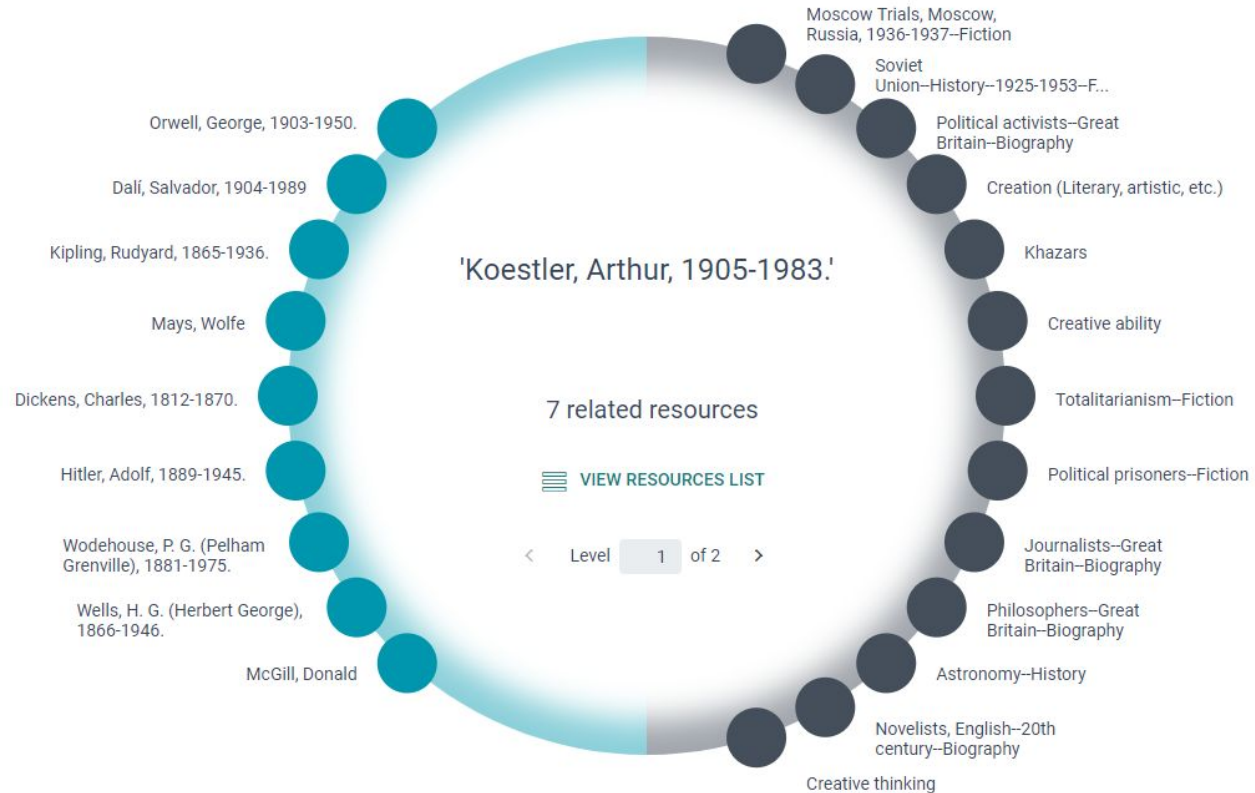 Moscow Trials, Moscow,
Russia, 1936-1937--Fiction
Soviet
Union--History--1925-1953--F...
Orwell, George, 1903-1950.
Political activists--Great
Britain--Biography
Dalí, Salvador, 1904-1989
Creation (Literary, artistic, etc.)
Kipling, Rudyard, 1865-1936.
'Koestler, Arthur, 1905-1983.'
Khazars
Mays, Wolfe
Creative ability
Dickens, Charles, 1812-1870.
7 related resources
Totalitarianism--Fiction
Hitler, Adolf, 1889-1945.
VIEW RESOURCES LIST
Political prisoners--Fiction
Wodehouse, P. G. (Pelham
Grenville), 1881-1975.
< Level 1 of 2 >
Journalists--Great
Britain--Biography
Wells, H. G. (Herbert George),
1866-1946.
Philosophers--Great
Britain--Biography
McGill, Donald
Astronomy--History
Novelists, English--20th
century--Biography
Creative thinking